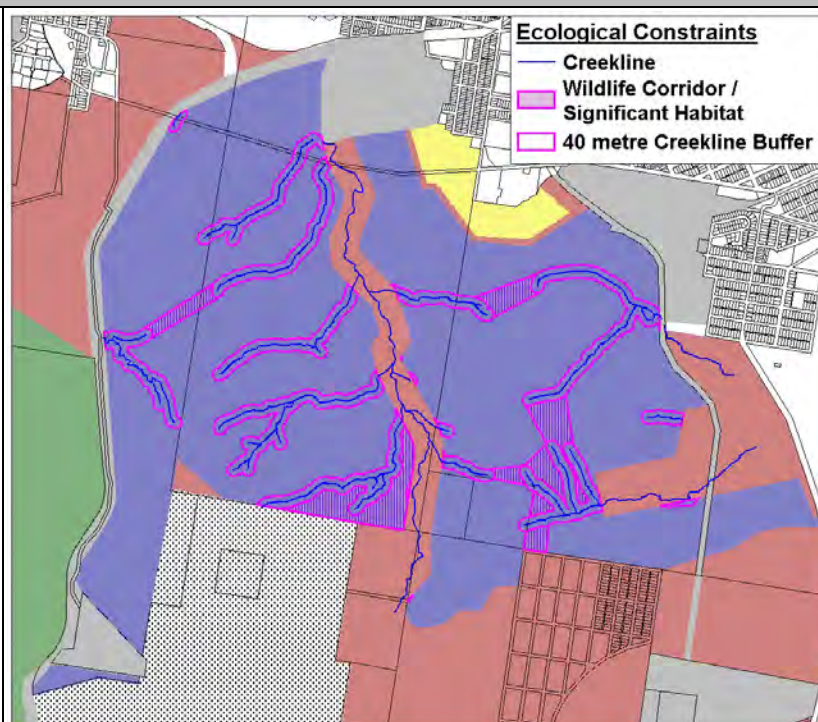 Ecological Constraints
Creekline
Wildlife Corridor /
Significant Habitat
40 metre Creekline Buffer